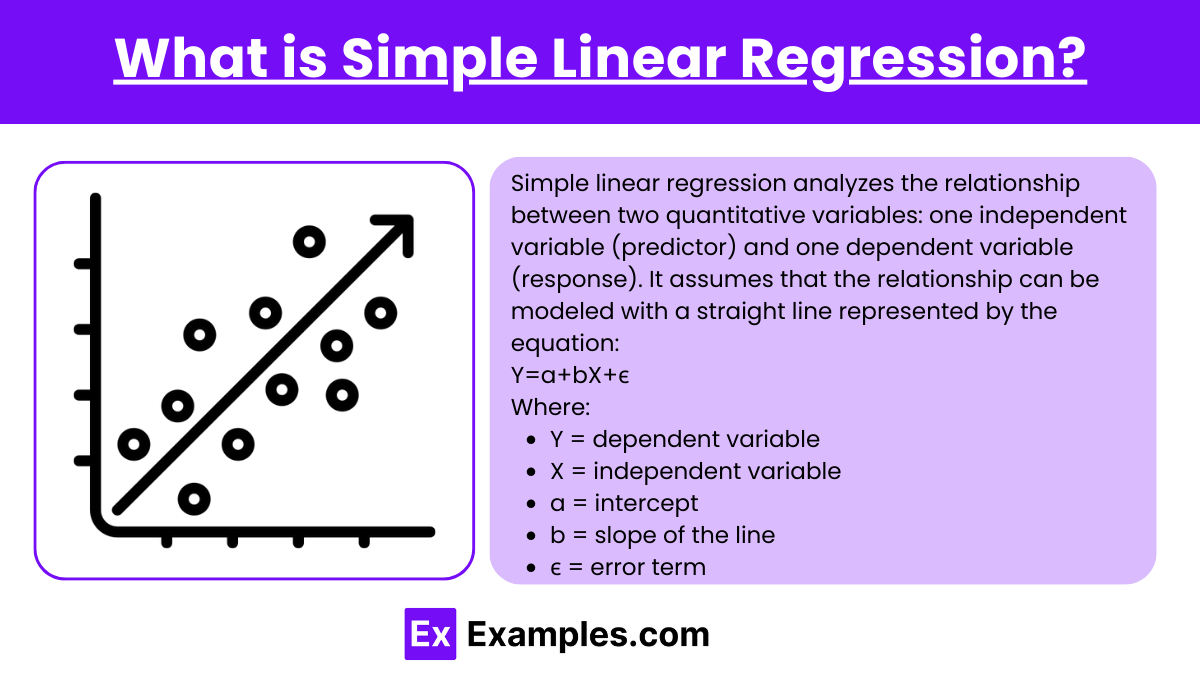 What is Simple Linear Regression?
Simple linear regression analyzes the relationship
between two quantitative variables: one independent
variable (predictor) and one dependent variable
(response). It assumes that the relationship can be
modeled with a straight line represented by the
equation:
Y=a+bX+ϵ
Where:
• Y = dependent variable
• X = independent variable
• a = intercept
• b = slope of the line
• ϵ = error term
Ex Examples.com